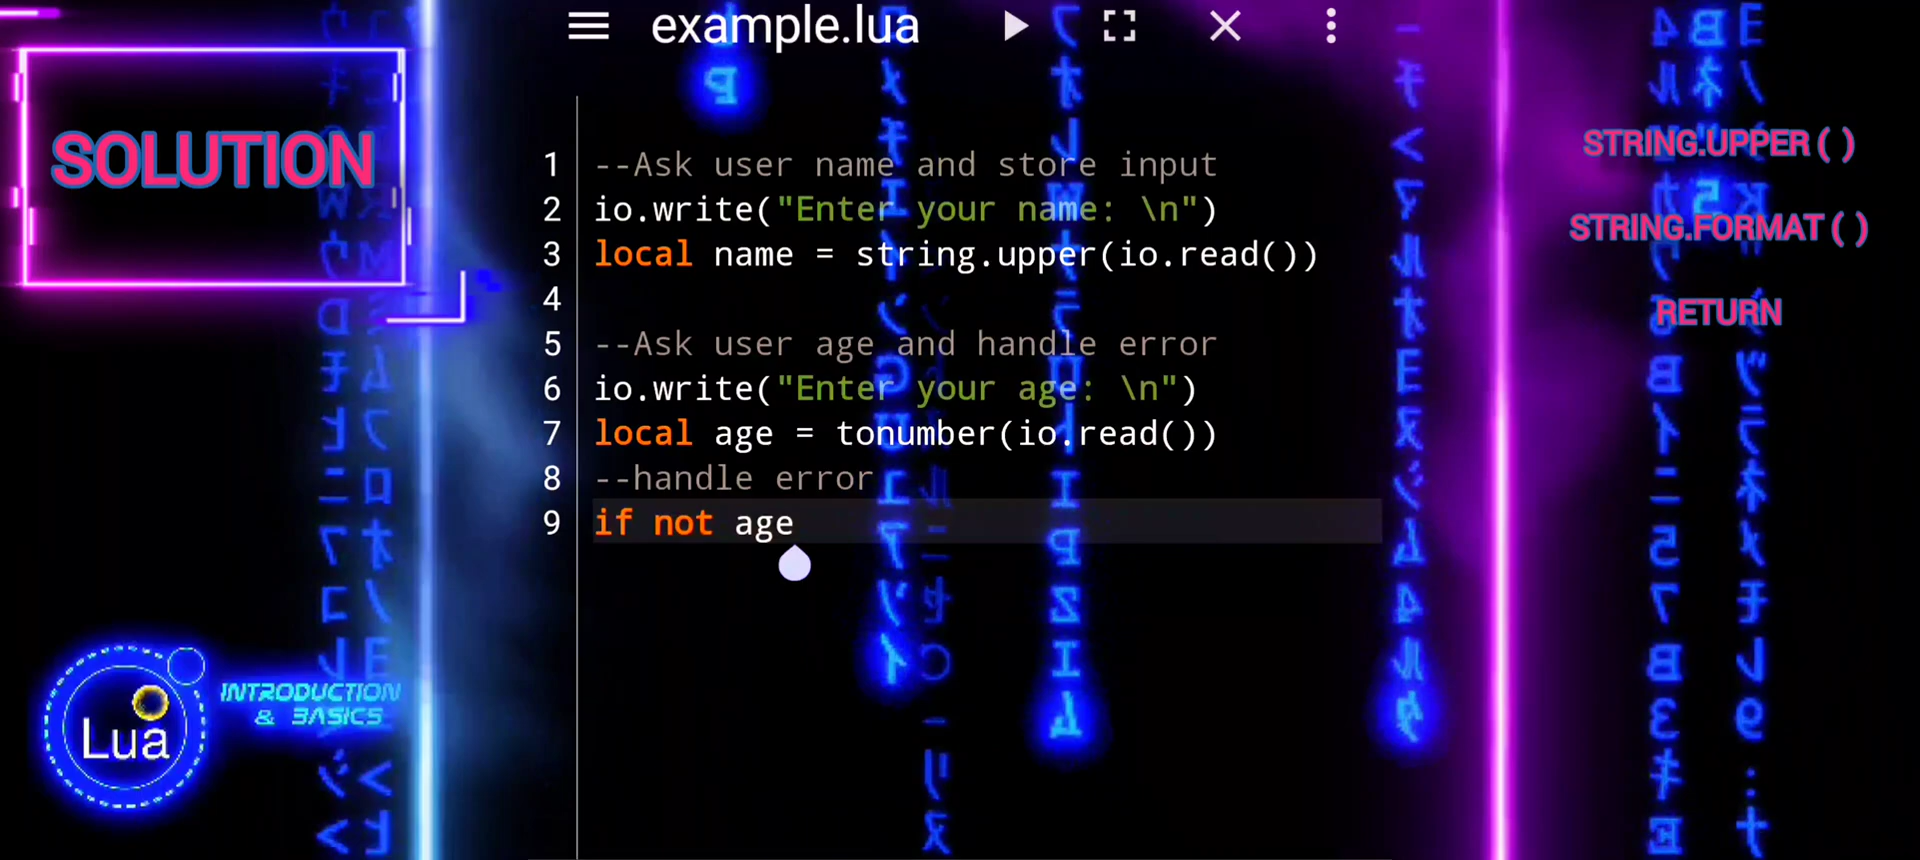 SOLUTION
example.lua
1 --Ask user name and store input
2 io.write("Enter your name: \n")
3 local name = string.upper(io.read())
4
5 --Ask user age and handle error
6 io.write("Enter your age: \n")
7 local age = tonumber(io.read())
8 --handle error
9 if not age
STRING.UPPER ( )
STRING.FORMAT ( )
RETURN
Lua
INTRODUCTION
& BASICS